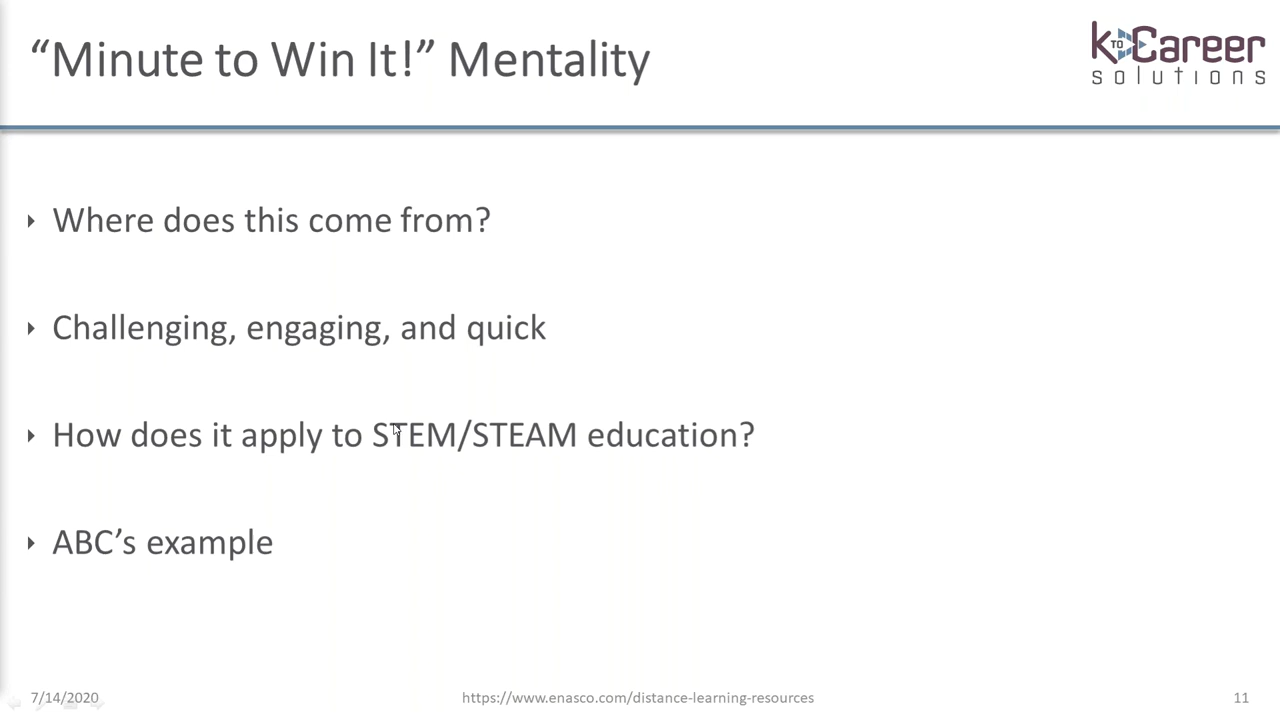 “Minute to Win It!” Mentality
K TO Career
solutions
Where does this come from?
Challenging, engaging, and quick
How does it apply to STEM/STEAM education?
ABC’s example
7/14/2020
https://www.enasco.com/distance-learning-resources
11